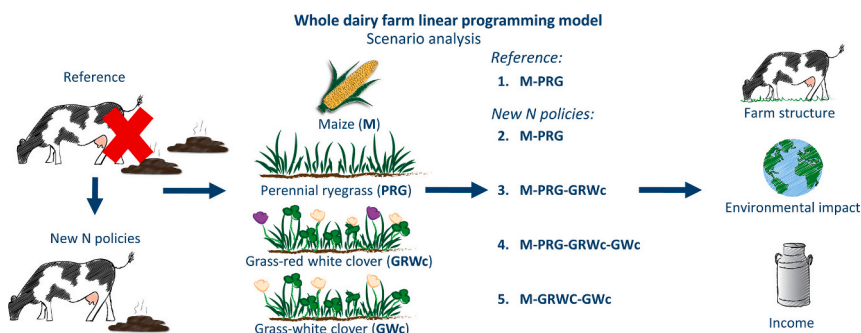 Whole dairy farm linear programming model
Scenario analysis
Reference
New N policies
Maize (M)
Perennial ryegrass (PRG)
Grass-red white clover (GRWc)
Grass-white clover (GWc)
Reference:
1. M-PRG
New N policies:
2. M-PRG
3. M-PRG-GRWc
4. M-PRG-GRWc-GWc
5. M-GRWC-GWc
Farm structure
Environmental impact
Income